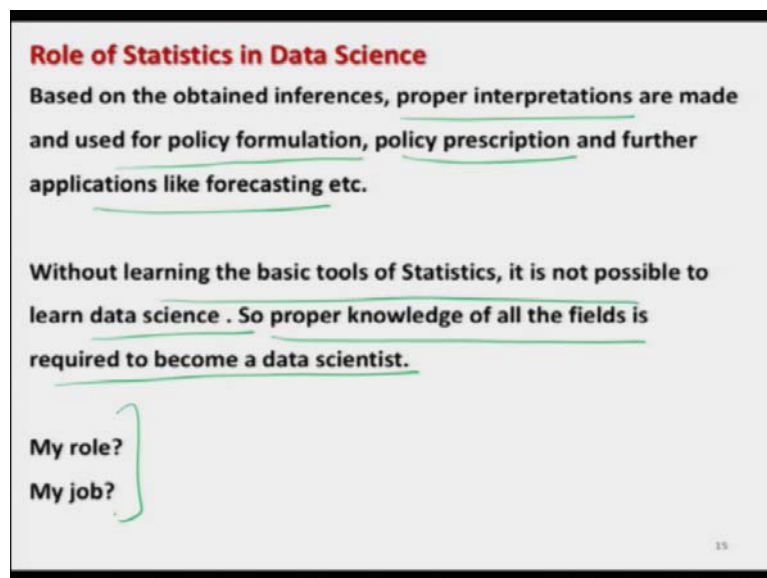 Role of Statistics in Data Science
Based on the obtained inferences, proper interpretations are made
and used for policy formulation, policy prescription and further
applications like forecasting etc.
Without learning the basic tools of Statistics, it is not possible to
learn data science . So proper knowledge of all the fields is
required to become a data scientist.
My role?
My job?
15